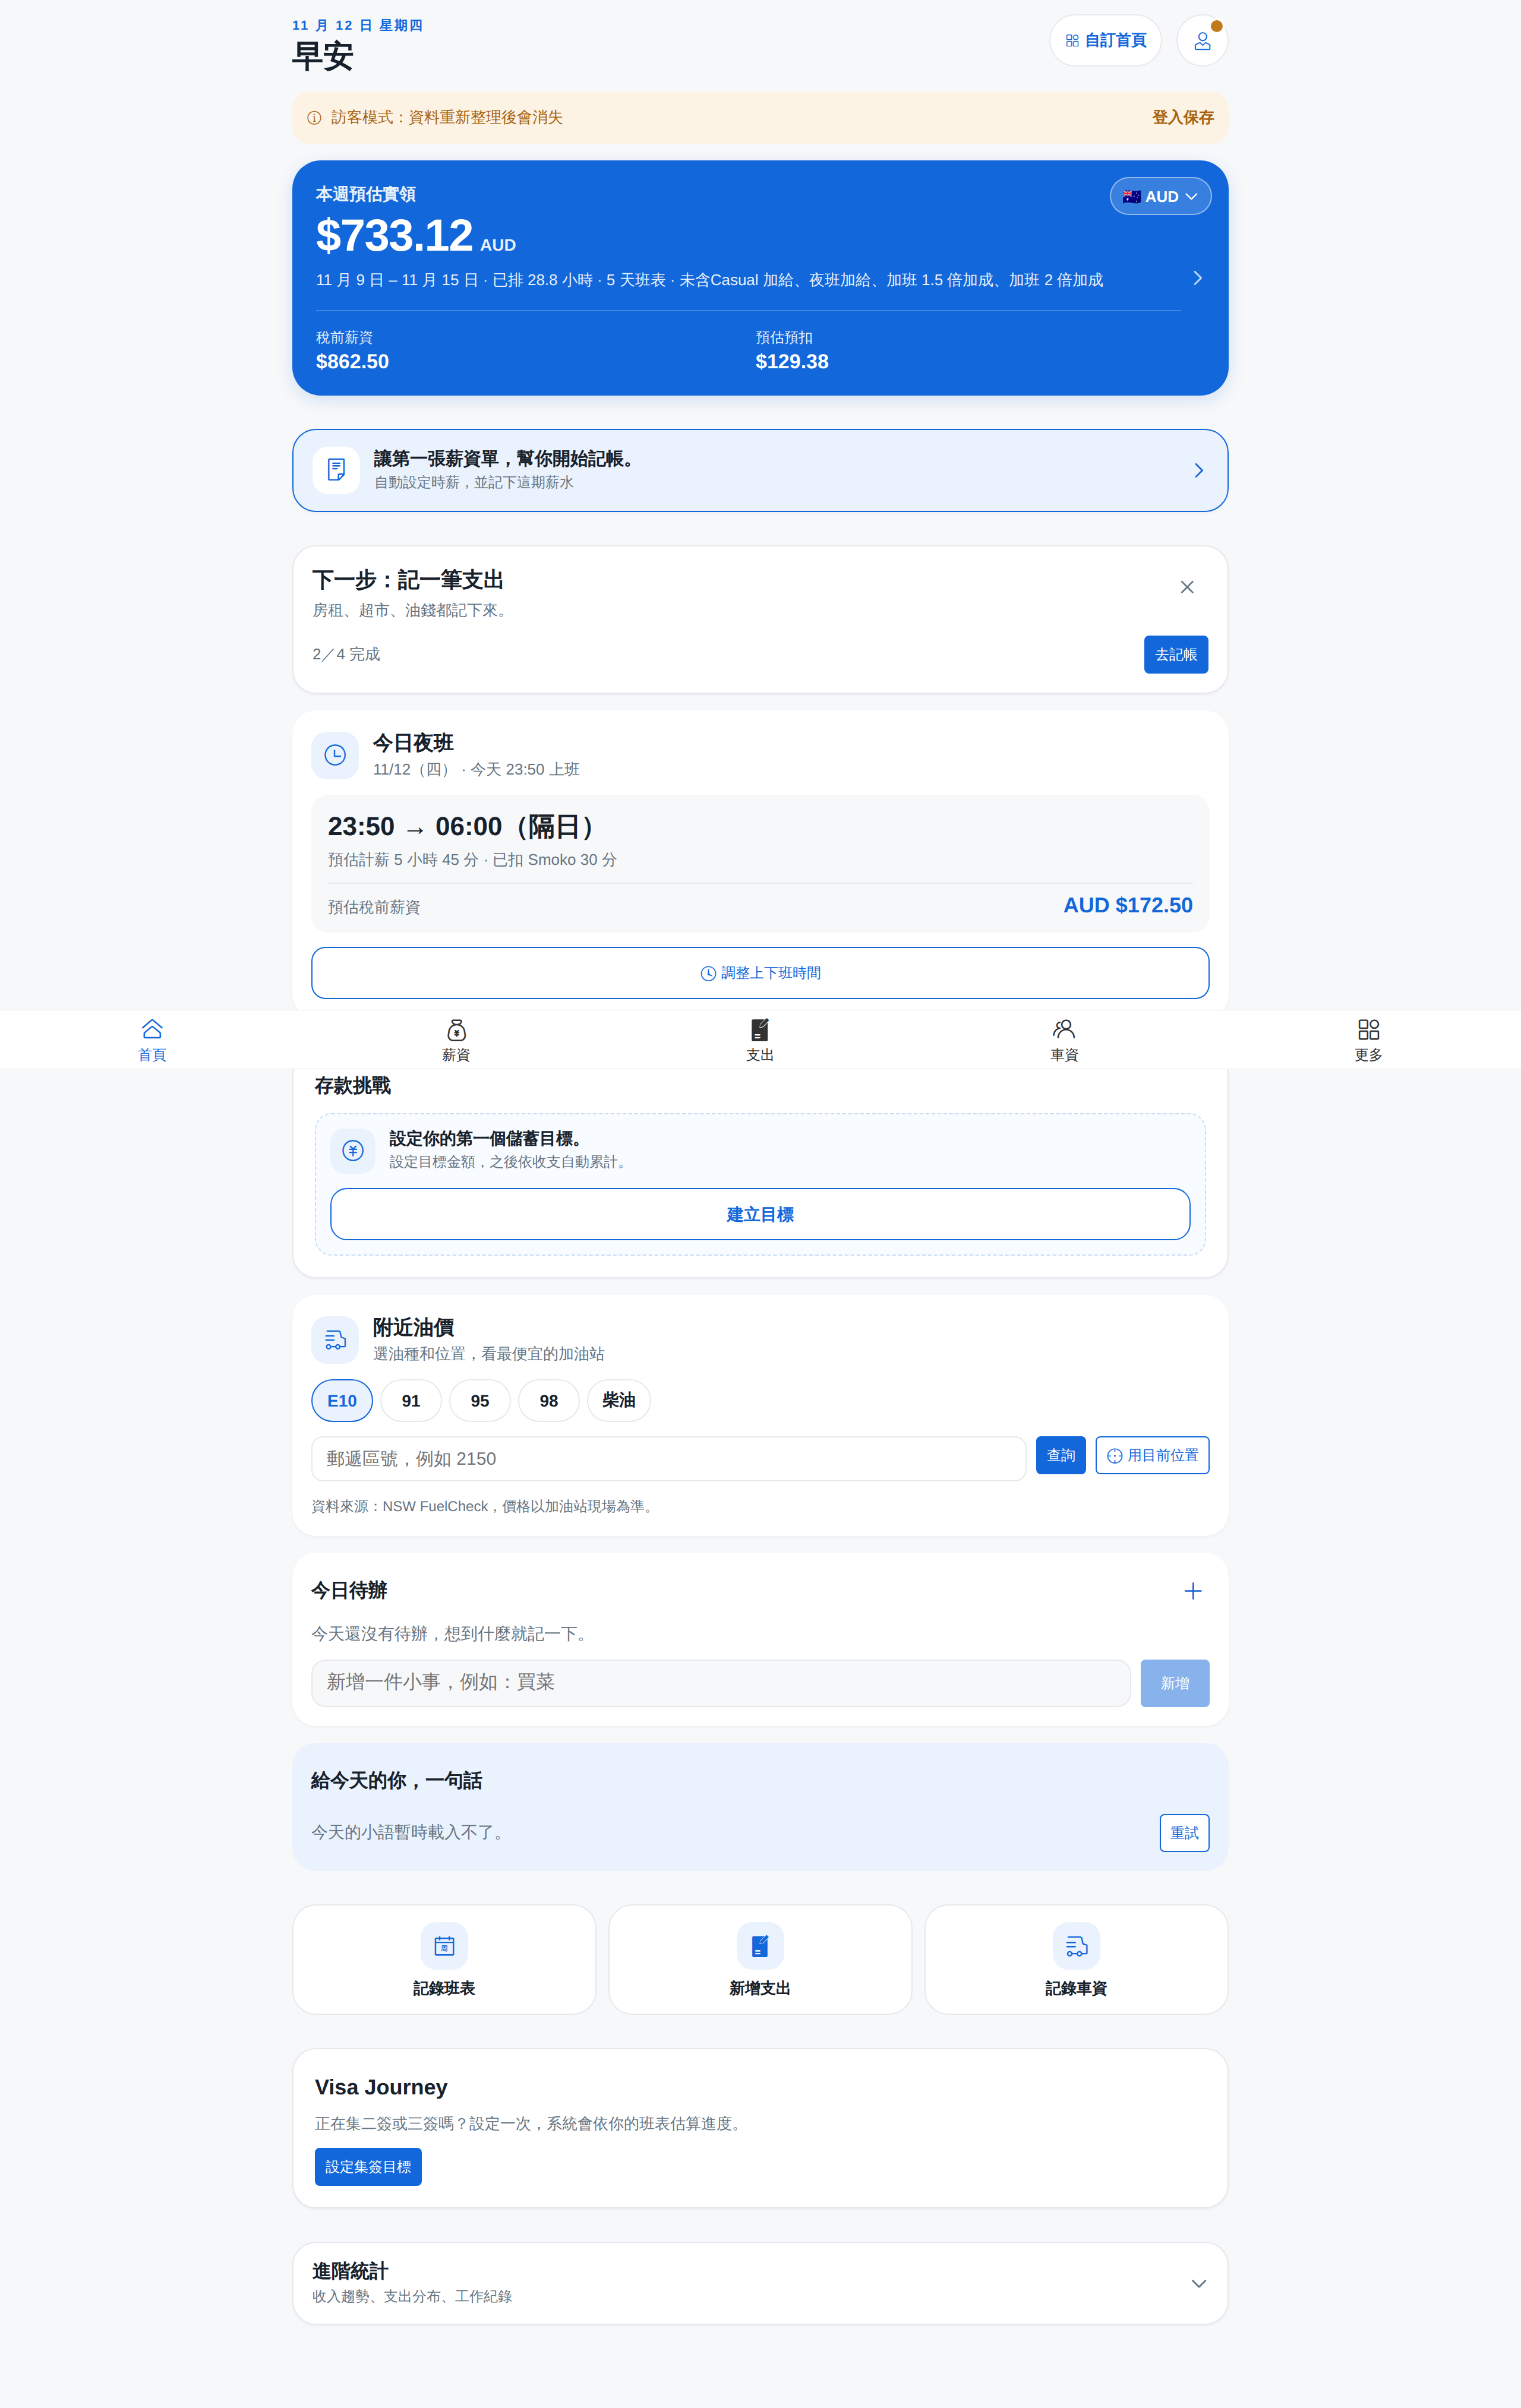 11 月 12 日 星期四
早安
自訂首頁
訪客模式：資料重新整理後會消失
登入保存
本週預估實領
🇦🇺 AUD
$733.12 AUD
11 月 9 日 – 11 月 15 日 · 已排 28.8 小時 · 5 天班表 · 未含Casual 加給、夜班加給、加班 1.5 倍加成、加班 2 倍加成
稅前薪資
預估預扣
$862.50
$129.38
讓第一張薪資單，幫你開始記帳。
自動設定時薪，並記下這期薪水
下一步：記一筆支出
房租、超市、油錢都記下來。
2／4 完成
去記帳
今日夜班
11/12（四） · 今天 23:50 上班
23:50 → 06:00（隔日）
預估計薪 5 小時 45 分 · 已扣 Smoko 30 分
預估稅前薪資
AUD $172.50
調整上下班時間
首頁
薪資
支出
車資
更多
存款挑戰
設定你的第一個儲蓄目標。
設定目標金額，之後依收支自動累計。
建立目標
附近油價
選油種和位置，看最便宜的加油站
E10
91
95
98
柴油
郵遞區號，例如 2150
查詢
用目前位置
資料來源：NSW FuelCheck，價格以加油站現場為準。
今日待辦
今天還沒有待辦，想到什麼就記一下。
新增一件小事，例如：買菜
新增
給今天的你，一句話
今天的小語暫時載入不了。
重試
周
記錄班表
新增支出
記錄車資
Visa Journey
正在集二簽或三簽嗎？設定一次，系統會依你的班表估算進度。
設定集簽目標
進階統計
收入趨勢、支出分布、工作紀錄